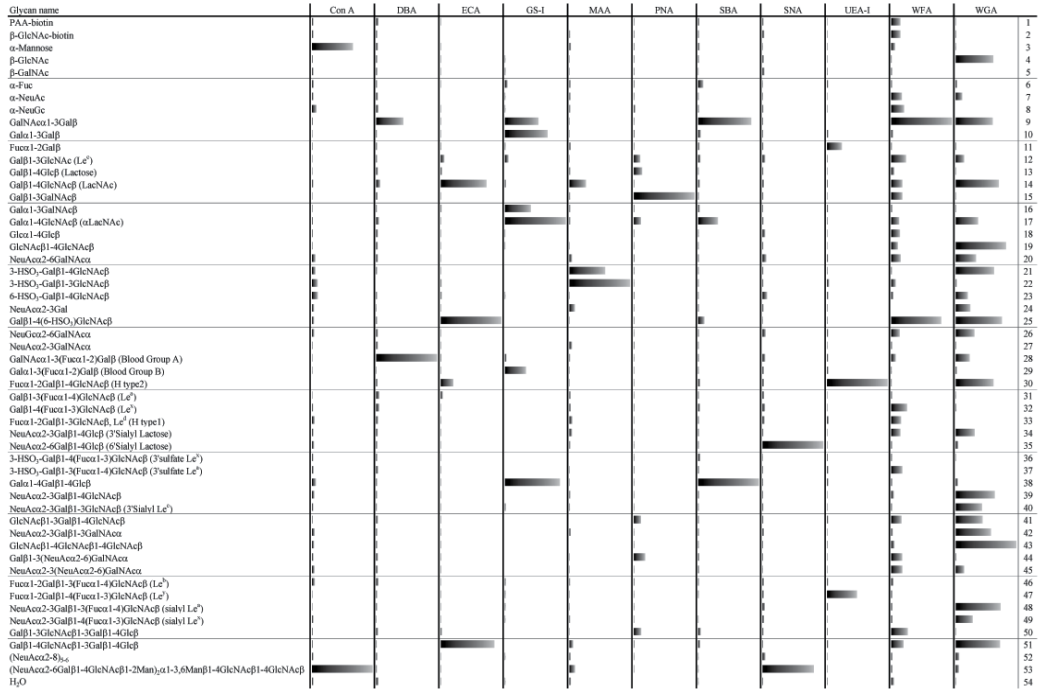 Glycan name Con A DBA ECA GS-I MAA PNA SBA SNA UEA-I WFA WGA
PAA-biotin 1
β-GlcNAc-biotin 2
α-Mannose 3
β-GlcNAc 4
β-GalNAc 5
α-Fuc 6
α-NeuAc 7
α-NeuGc 8
GalNAcα1-3Galβ 9
Galα1-3Galβ 10
Fucα1-2Galβ 11
Galβ1-3GlcNAc (Leᶜ) 12
Galβ1-4Glcβ (Lactose) 13
Galβ1-4GlcNAcβ (LacNAc) 14
Galβ1-3GalNAcβ 15
Galα1-3GalNAcβ 16
Galα1-4GlcNAcβ (αLacNAc) 17
Glcα1-4Glcβ 18
GlcNAcβ1-4GlcNAcβ 19
NeuAcα2-6GalNAcα 20
3-HSO₃-Galβ1-4GlcNAcβ 21
3-HSO₃-Galβ1-3GlcNAcβ 22
6-HSO₃-Galβ1-4GlcNAcβ 23
NeuAcα2-3Gal 24
Galβ1-4(6-HSO₃)GlcNAcβ 25
NeuGcα2-6GalNAcα 26
NeuAcα2-3GalNAcα 27
GalNAcα1-3(Fucα1-2)Galβ (Blood Group A) 28
Galα1-3(Fucα1-2)Galβ (Blood Group B) 29
Fucα1-2Galβ1-4GlcNAcβ (H type2) 30
Galβ1-3(Fucα1-4)GlcNAcβ (Leᵃ) 31
Galβ1-4(Fucα1-3)GlcNAcβ (Leˣ) 32
Fucα1-2Galβ1-3GlcNAcβ, Leᵈ (H type1) 33
NeuAcα2-3Galβ1-4Glcβ (3'Sialyl Lactose) 34
NeuAcα2-6Galβ1-4Glcβ (6'Sialyl Lactose) 35
3-HSO₃-Galβ1-4(Fucα1-3)GlcNAcβ (3'sulfate Leˣ) 36
3-HSO₃-Galβ1-3(Fucα1-4)GlcNAcβ (3'sulfate Leᵃ) 37
Galα1-4Galβ1-4Glcβ 38
NeuAcα2-3Galβ1-4GlcNAcβ 39
NeuAcα2-3Galβ1-3GlcNAcβ (3'Sialyl Leᶜ) 40
GlcNAcβ1-3Galβ1-4GlcNAcβ 41
NeuAcα2-3Galβ1-3GalNAcα 42
GlcNAcβ1-4GlcNAcβ1-4GlcNAcβ 43
Galβ1-3(NeuAcα2-6)GalNAcα 44
NeuAcα2-3(NeuAcα2-6)GalNAcα 45
Fucα1-2Galβ1-3(Fucα1-4)GlcNAcβ (Leᵇ) 46
Fucα1-2Galβ1-4(Fucα1-3)GlcNAcβ (Leʸ) 47
NeuAcα2-3Galβ1-3(Fucα1-4)GlcNAcβ (sialyl Leᵃ) 48
NeuAcα2-3Galβ1-4(Fucα1-3)GlcNAcβ (sialyl Leˣ) 49
Galβ1-3GlcNAcβ1-3Galβ1-4Glcβ 50
Galβ1-4GlcNAcβ1-3Galβ1-4Glcβ 51
(NeuAcα2-8)₅₋₆ 52
(NeuAcα2-6Galβ1-4GlcNAcβ1-2Man)₂α1-3,6Manβ1-4GlcNAcβ1-4GlcNAcβ 53
H₂O 54